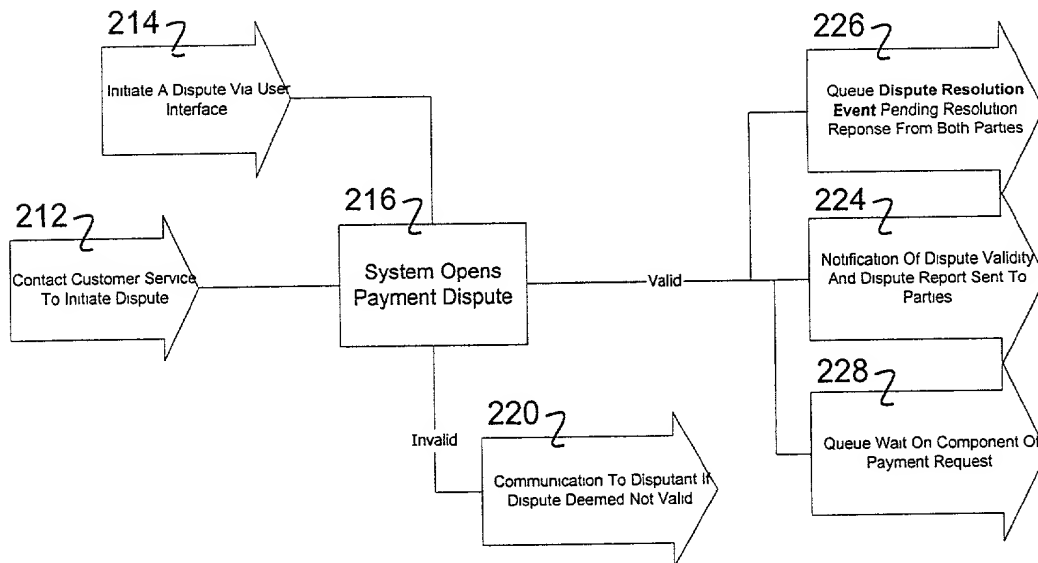 214
Initiate A Dispute Via User
Interface
212
Contact Customer Service
To Initiate Dispute
216
System Opens
Payment Dispute
Valid
Invalid
220
Communication To Disputant If
Dispute Deemed Not Valid
226
Queue Dispute Resolution
Event Pending Resolution
Reponse From Both Parties
224
Notification Of Dispute Validity
And Dispute Report Sent To
Parties
228
Queue Wait On Component Of
Payment Request